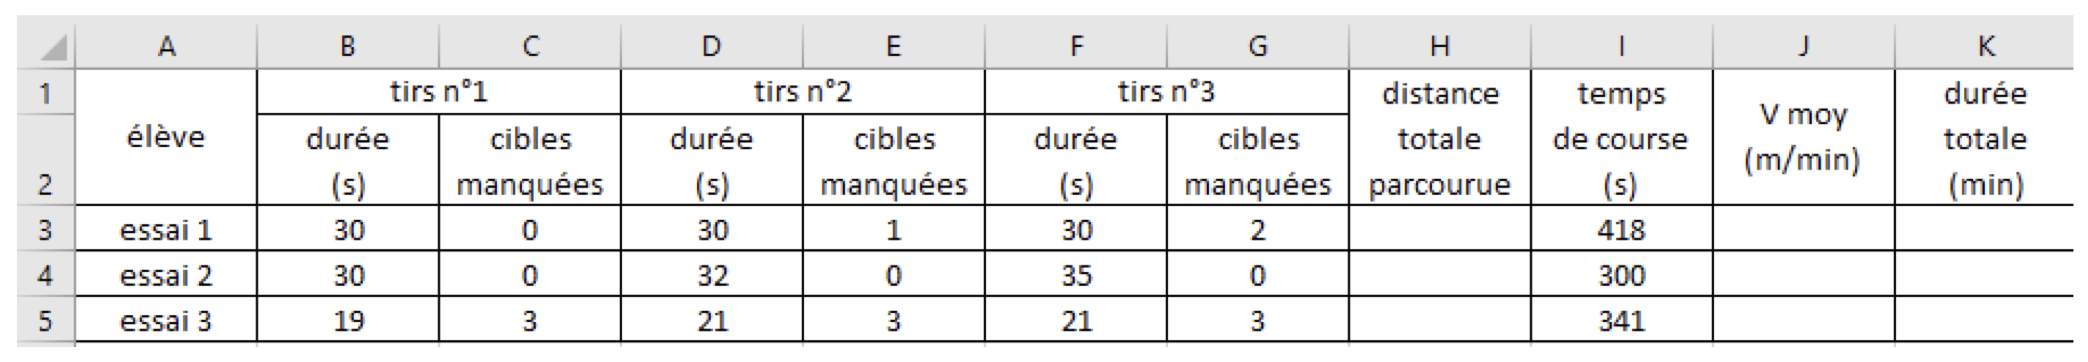 A B C D E F G H I J K
1 élève tirs n°1 tirs n°2 tirs n°3 distance totale parcourue temps de course (s) V moy (m/min) durée totale (min)
2 durée (s) cibles manquées durée (s) cibles manquées durée (s) cibles manquées
3 essai 1 30 0 30 1 30 2 418
4 essai 2 30 0 32 0 35 0 300
5 essai 3 19 3 21 3 21 3 341